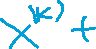 x^(k) +